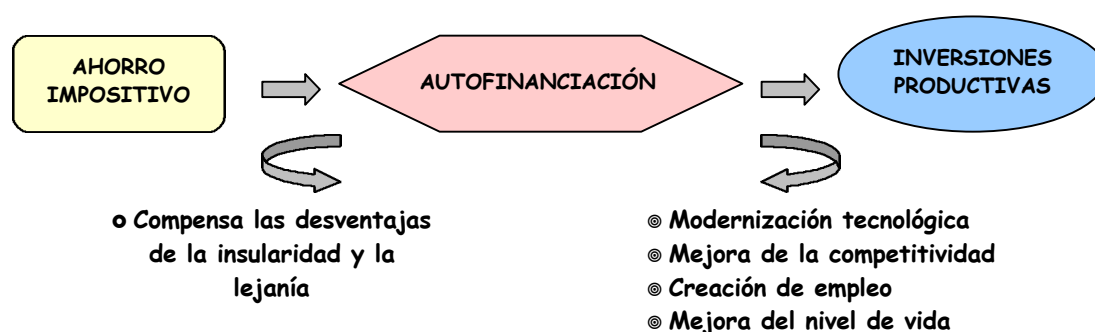 AHORRO
IMPOSITIVO
AUTOFINANCIACIÓN
INVERSIONES
PRODUCTIVAS
Compensa las desventajas
de la insularidad y la
lejanía
Modernización tecnológica
Mejora de la competitividad
Creación de empleo
Mejora del nivel de vida